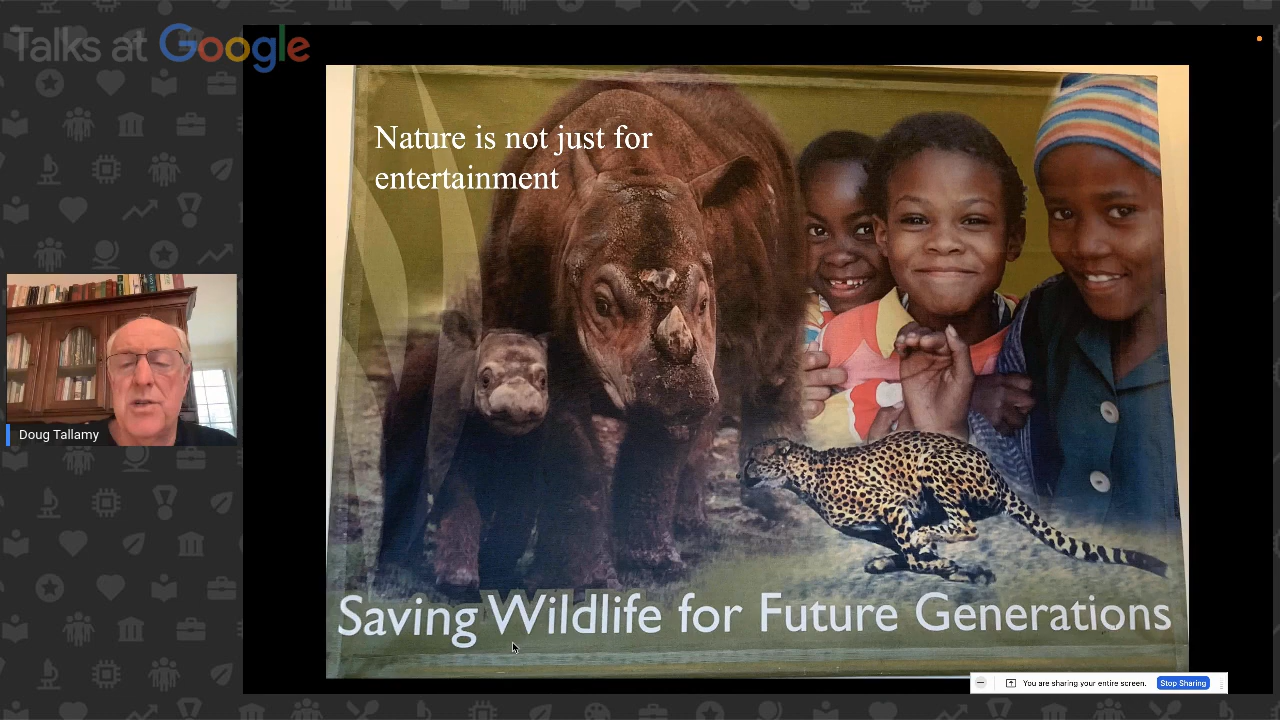 Talks at Google
Nature is not just for
entertainment
Doug Tallamy
Saving Wildlife for Future Generations
You are sharing your entire screen.
Stop Sharing